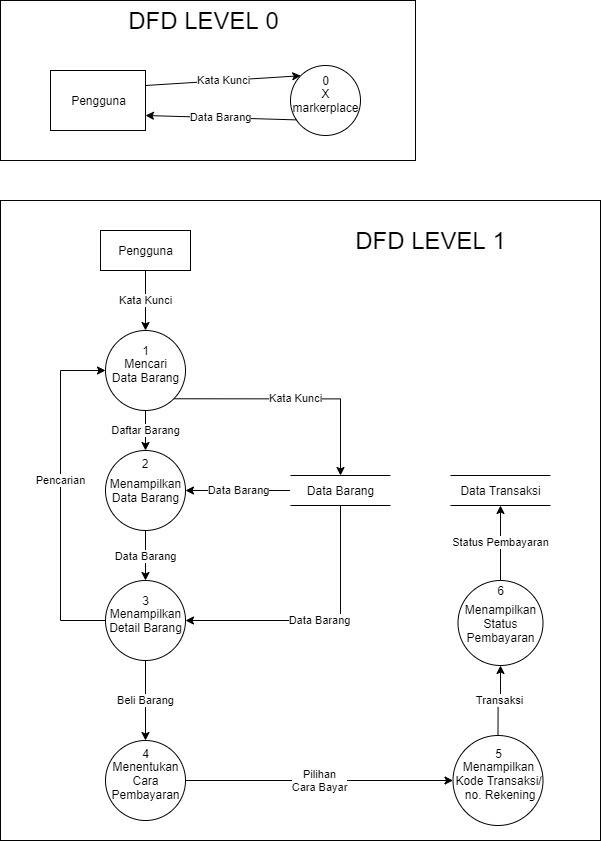 DFD LEVEL 0
Pengguna
Kata Kunci
Data Barang
0
X
markerplace
DFD LEVEL 1
Pengguna
Kata Kunci
1
Mencari
Data Barang
Kata Kunci
Daftar Barang
Pencarian
2
Menampilkan
Data Barang
Data Barang
Data Barang
Data Transaksi
Status Pembayaran
Data Barang
3
Menampilkan
Detail Barang
Data Barang
6
Menampilkan
Status
Pembayaran
Beli Barang
Transaksi
4
Menentukan
Cara
Pembayaran
Pilihan
Cara Bayar
5
Menampilkan
Kode Transaksi/
no. Rekening